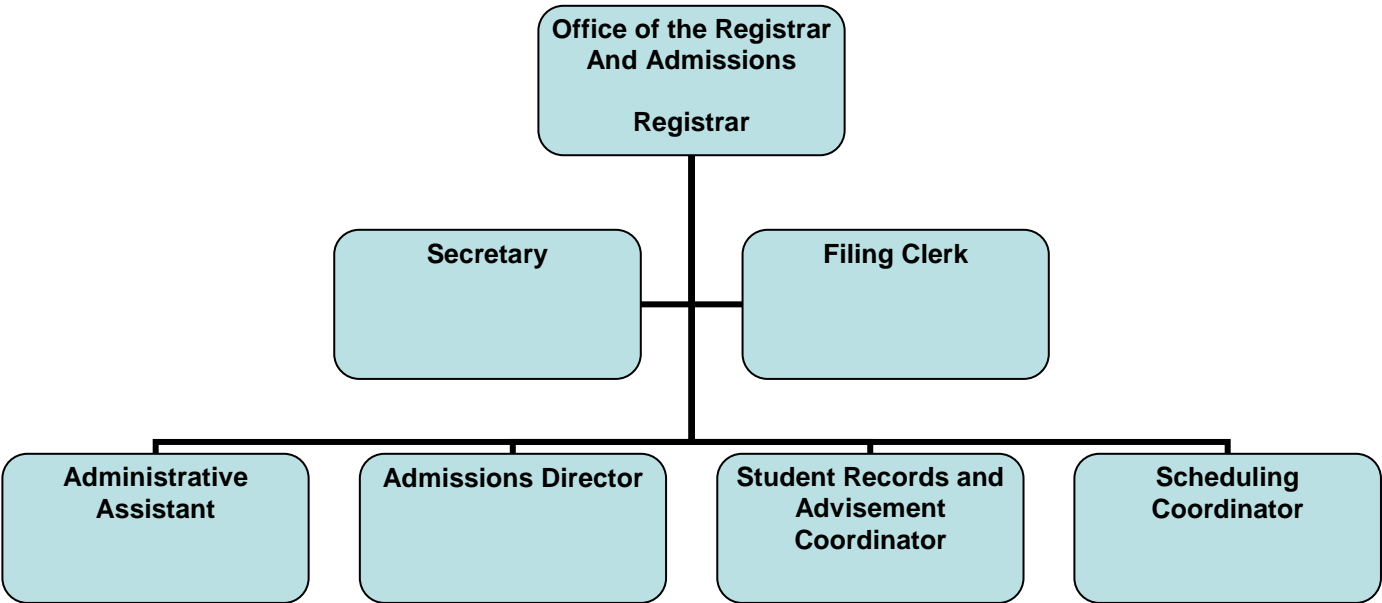 Office of the Registrar
And Admissions
Registrar
Secretary
Filing Clerk
Administrative
Assistant
Admissions Director
Student Records and
Advisement
Coordinator
Scheduling
Coordinator